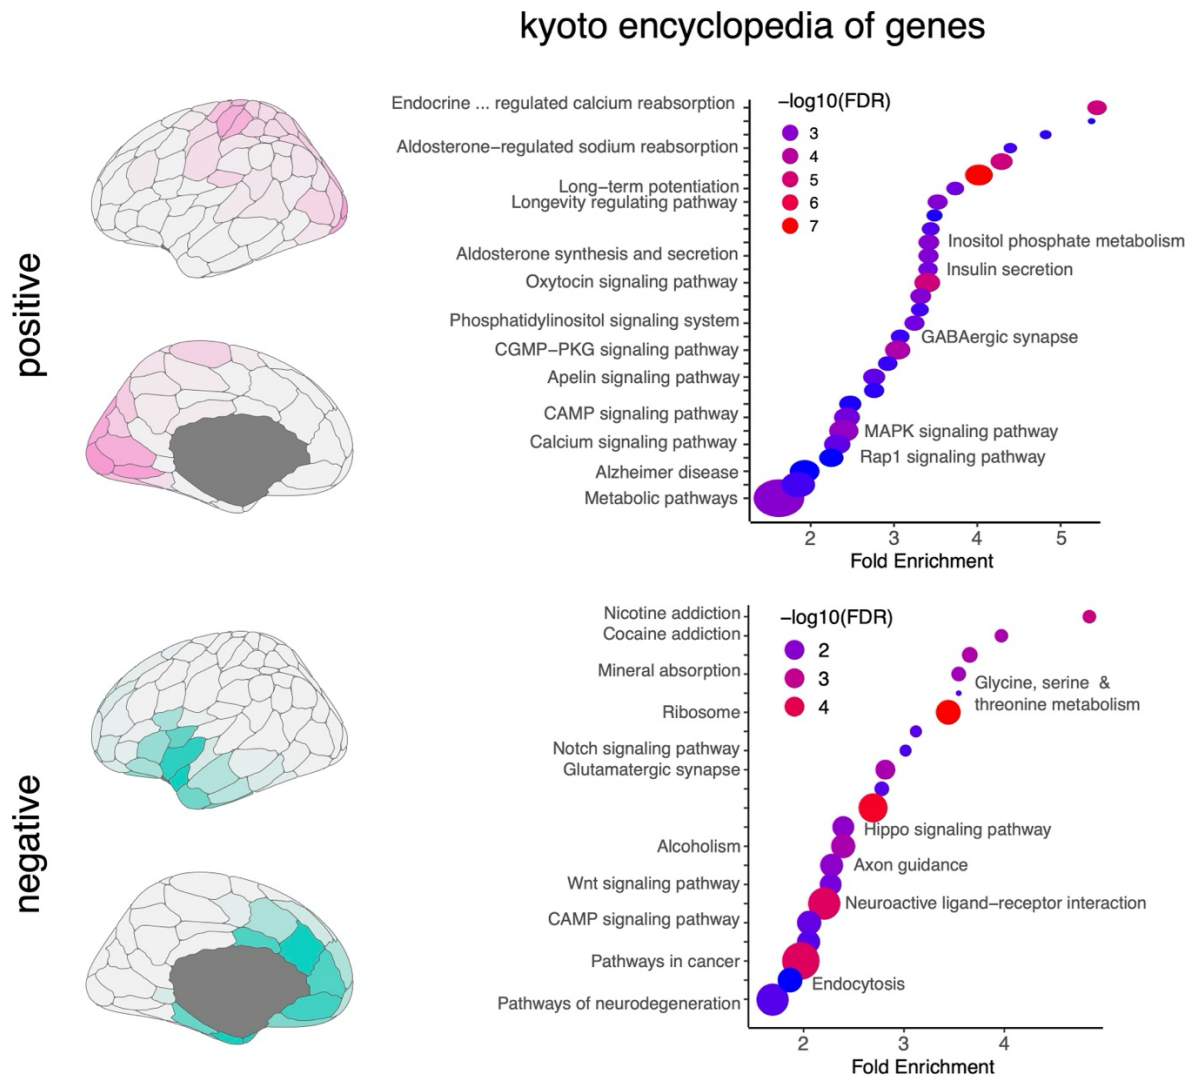 kyoto encyclopedia of genes
positive
Endocrine ... regulated calcium reabsorption
−log10(FDR)
3
4
5
6
7
Aldosterone−regulated sodium reabsorption
Long−term potentiation
Longevity regulating pathway
Inositol phosphate metabolism
Aldosterone synthesis and secretion
Insulin secretion
Oxytocin signaling pathway
Phosphatidylinositol signaling system
GABAergic synapse
CGMP−PKG signaling pathway
Apelin signaling pathway
CAMP signaling pathway
MAPK signaling pathway
Calcium signaling pathway
Rap1 signaling pathway
Alzheimer disease
Metabolic pathways
2 3 4 5
Fold Enrichment
negative
Nicotine addiction
−log10(FDR)
2
3
4
Cocaine addiction
Mineral absorption
Glycine, serine &
threonine metabolism
Ribosome
Notch signaling pathway
Glutamatergic synapse
Hippo signaling pathway
Alcoholism
Axon guidance
Wnt signaling pathway
Neuroactive ligand−receptor interaction
CAMP signaling pathway
Pathways in cancer
Endocytosis
Pathways of neurodegeneration
2 3 4
Fold Enrichment